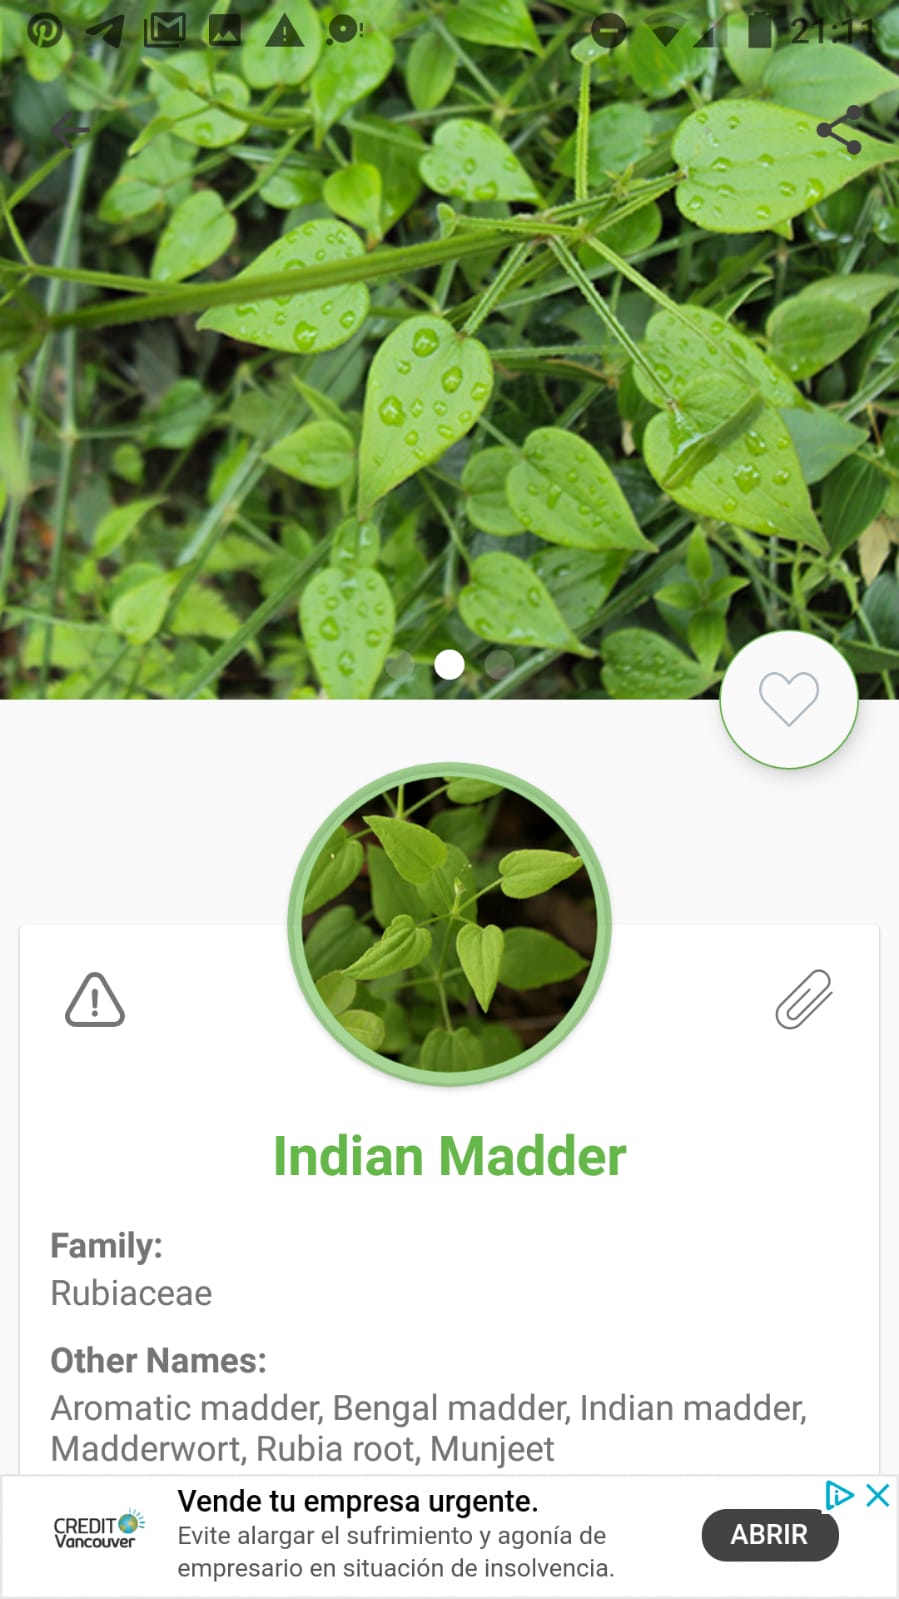 21:11
Indian Madder
Family:
Rubiaceae
Other Names:
Aromatic madder, Bengal madder, Indian madder,
Madderwort, Rubia root, Munjeet
CREDIT
Vancouver
Vende tu empresa urgente.
Evite alargar el sufrimiento y agonía de
empresario en situación de insolvencia.
ABRIR